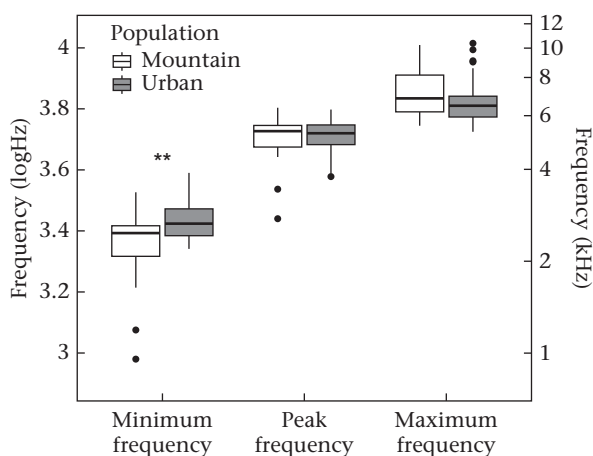 Population
Mountain
Urban
**
Frequency (logHz)
4
3.8
3.6
3.4
3.2
3
12
10
8
6
4
2
1
Frequency (kHz)
Minimum frequency
Peak frequency
Maximum frequency